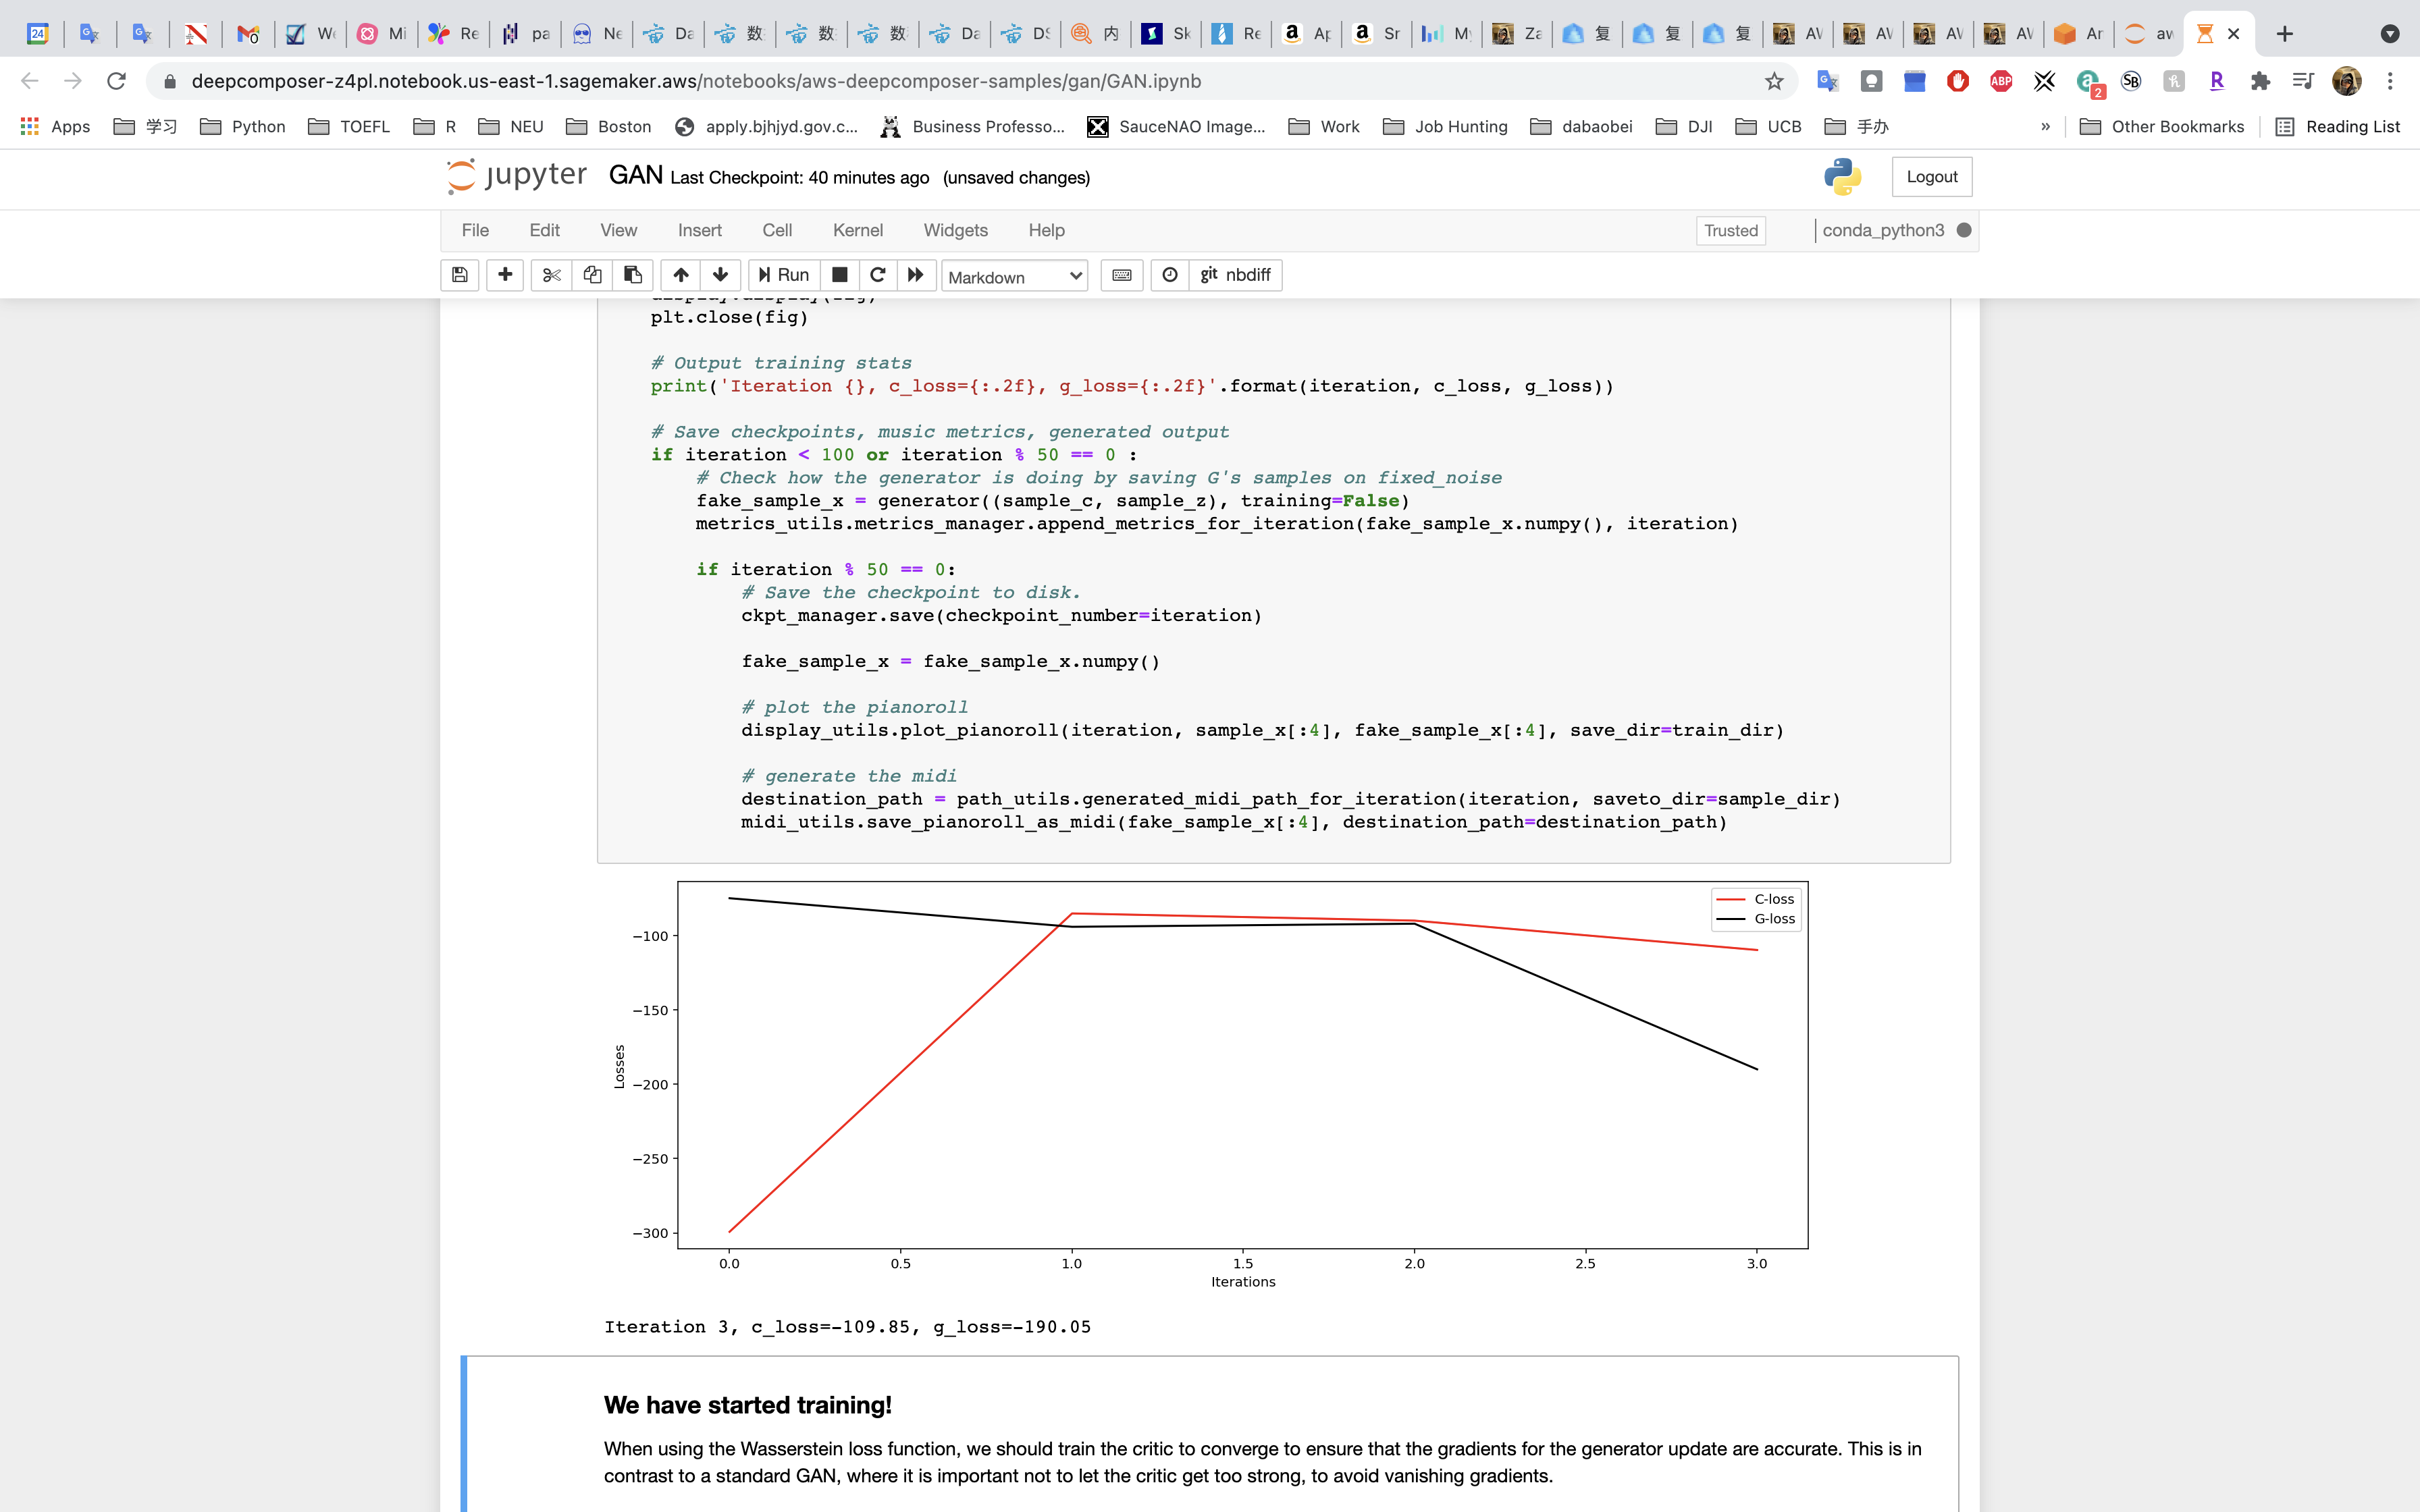 24 W Mi Re pa Ne Da 数 数 数 Da DS 内 Sk Re a Ap a Sr M Za 复 复 复 AV AV AV AV Ar aw
deepcomposer-z4pl.notebook.us-east-1.sagemaker.aws/notebooks/aws-deepcomposer-samples/gan/GAN.ipynb
ABP 2 SB R
Apps 学习 Python TOEFL R NEU Boston apply.bjhjyd.gov.c... Business Professo... SauceNAO Image... Work Job Hunting dabaobei DJI UCB 手办 » Other Bookmarks Reading List
jupyter GAN Last Checkpoint: 40 minutes ago (unsaved changes) Logout
File Edit View Insert Cell Kernel Widgets Help Trusted conda_python3
Run Markdown git nbdiff
display.display(fig)
plt.close(fig)
# Output training stats
print('Iteration {}, c_loss={:.2f}, g_loss={:.2f}'.format(iteration, c_loss, g_loss))
# Save checkpoints, music metrics, generated output
if iteration < 100 or iteration % 50 == 0 :
# Check how the generator is doing by saving G's samples on fixed_noise
fake_sample_x = generator((sample_c, sample_z), training=False)
metrics_utils.metrics_manager.append_metrics_for_iteration(fake_sample_x.numpy(), iteration)
if iteration % 50 == 0:
# Save the checkpoint to disk.
ckpt_manager.save(checkpoint_number=iteration)
fake_sample_x = fake_sample_x.numpy()
# plot the pianoroll
display_utils.plot_pianoroll(iteration, sample_x[:4], fake_sample_x[:4], save_dir=train_dir)
# generate the midi
destination_path = path_utils.generated_midi_path_for_iteration(iteration, saveto_dir=sample_dir)
midi_utils.save_pianoroll_as_midi(fake_sample_x[:4], destination_path=destination_path)
C-loss
G-loss
−100
−150
−200
−250
−300
Losses
0.0 0.5 1.0 1.5 2.0 2.5 3.0
Iterations
Iteration 3, c_loss=-109.85, g_loss=-190.05
We have started training!
When using the Wasserstein loss function, we should train the critic to converge to ensure that the gradients for the generator update are accurate. This is in
contrast to a standard GAN, where it is important not to let the critic get too strong, to avoid vanishing gradients.